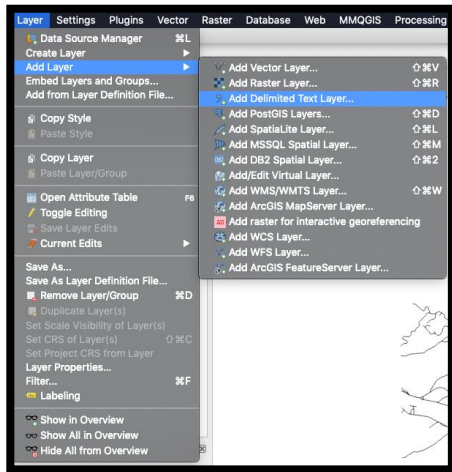 Layer Settings Plugins Vector Raster Database Web MMQGIS Processing
Data Source Manager ⌘L
Create Layer ▶
Add Layer ▶
Embed Layers and Groups...
Add from Layer Definition File...
Copy Style
Paste Style
Copy Layer
Paste Layer/Group
Open Attribute Table F6
Toggle Editing
Save Layer Edits
Current Edits ▶
Save As...
Save As Layer Definition File...
Remove Layer/Group ⌘D
Duplicate Layer(s)
Set Scale Visibility of Layer(s)
Set CRS of Layer(s) ⇧⌘C
Set Project CRS from Layer
Layer Properties...
Filter... ⌘F
Labeling
Show in Overview
Show All in Overview
Hide All from Overview
Add Vector Layer... ⇧⌘V
Add Raster Layer... ⇧⌘R
Add Delimited Text Layer...
Add PostGIS Layers... ⇧⌘D
Add SpatiaLite Layer... ⇧⌘L
Add MSSQL Spatial Layer... ⇧⌘M
Add DB2 Spatial Layer... ⇧⌘2
Add/Edit Virtual Layer...
Add WMS/WMTS Layer... ⇧⌘W
Add ArcGIS MapServer Layer...
Add raster for interactive georeferencing
Add WCS Layer...
Add WFS Layer...
Add ArcGIS FeatureServer Layer...